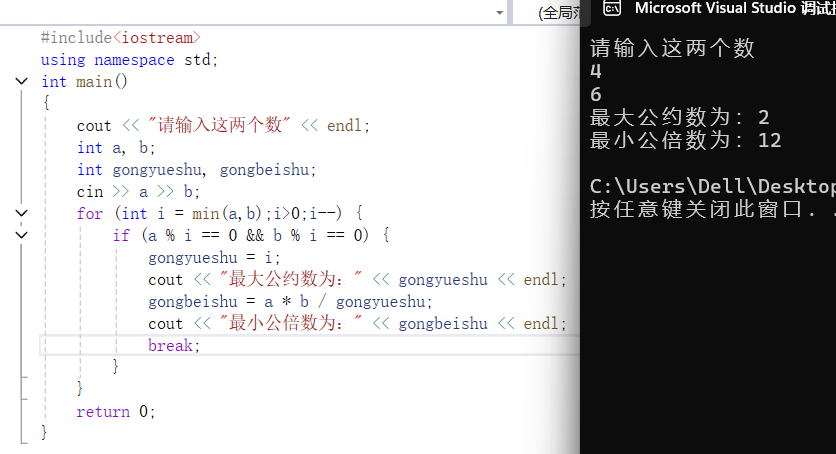 (全局范
#include<iostream>
using namespace std;
int main()
{
cout << "请输入这两个数" << endl;
int a, b;
int gongyueshu, gongbeishu;
cin >> a >> b;
for (int i = min(a,b);i>0;i--) {
if (a % i == 0 && b % i == 0) {
gongyueshu = i;
cout << "最大公约数为：" << gongyueshu << endl;
gongbeishu = a * b / gongyueshu;
cout << "最小公倍数为：" << gongbeishu << endl;
break;
}
}
return 0;
}
Microsoft Visual Studio 调试
请输入这两个数
4
6
最大公约数为：2
最小公倍数为：12
C:\Users\Dell\Desktop
按任意键关闭此窗口. .